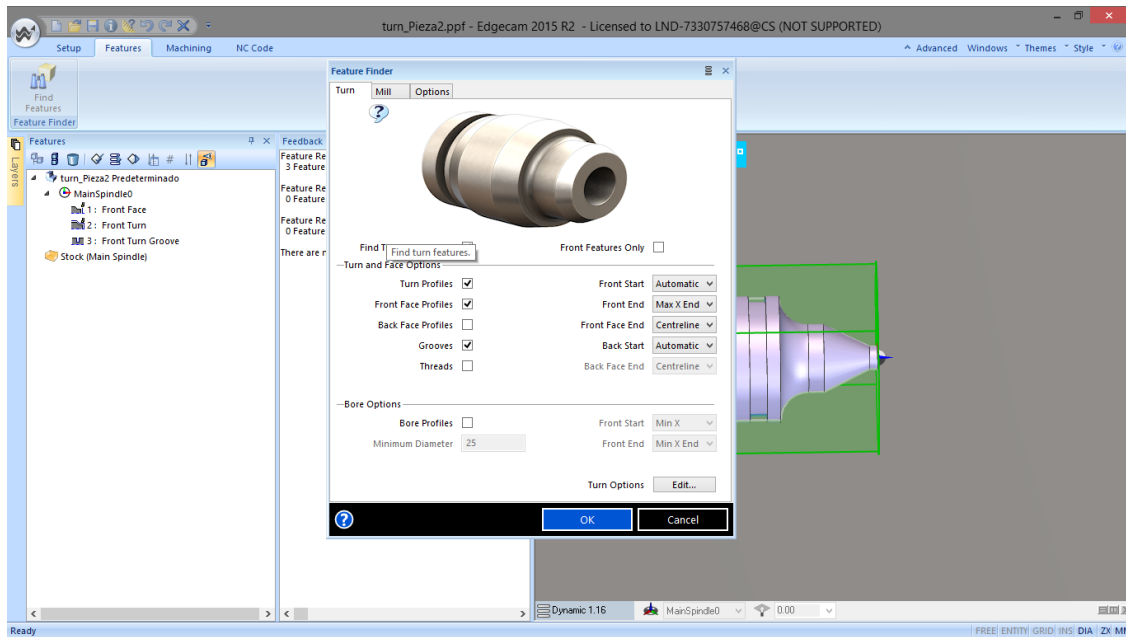 turn_Pieza2.ppf - Edgecam 2015 R2 - Licensed to LND-7330757468@CS (NOT SUPPORTED)
Setup Features Machining NC Code
Advanced Windows Themes Style
Find
Features
Feature Finder
Layers
Features
turn_Pieza2 Predeterminado
MainSpindle0
1: Front Face
2: Front Turn
3: Front Turn Groove
Stock (Main Spindle)
Feedback
Feature Re
3 Feature
Feature Re
0 Feature
Feature Re
0 Feature
There are r
Feature Finder
Turn Mill Options
Find T
Find turn features.
Front Features Only
Turn and Face Options
Turn Profiles Front Start Automatic
Front Face Profiles Front End Max X End
Back Face Profiles Front Face End Centreline
Grooves Back Start Automatic
Threads Back Face End Centreline
Bore Options
Bore Profiles Front Start Min X
Minimum Diameter 25 Front End Min X End
Turn Options Edit...
OK Cancel
Dynamic 1.16 MainSpindle0 0.00
Ready FREE ENTITY GRID INS DIA ZX